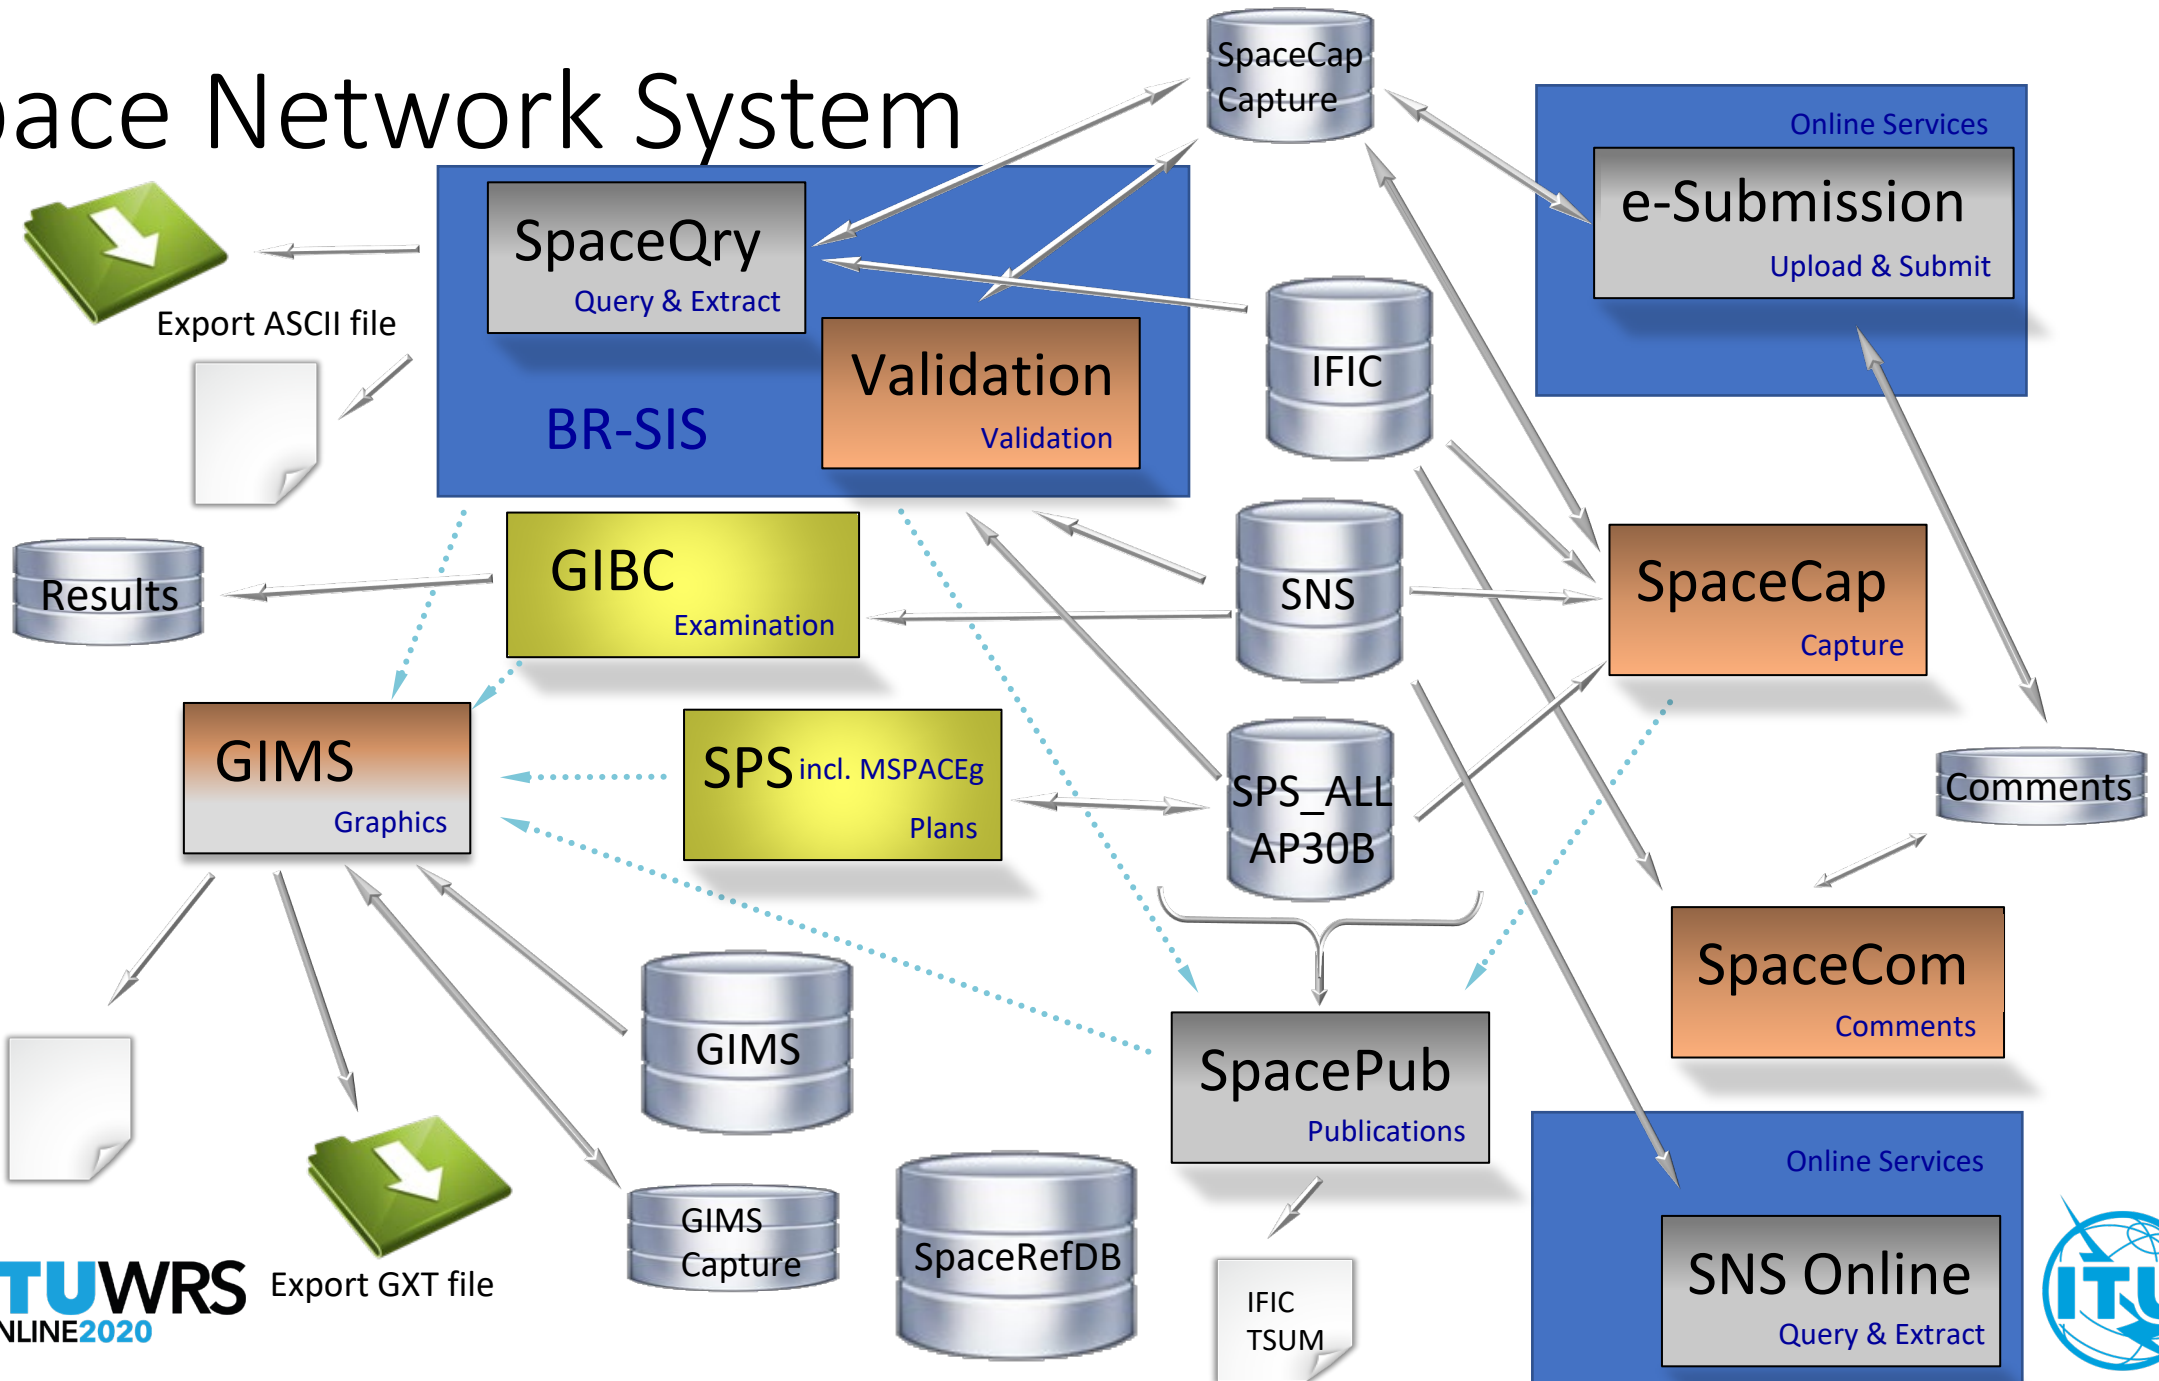 pace Network System
SpaceCap
Capture
Online Services
e-Submission
Upload & Submit
SpaceQry
Query & Extract
Export ASCII file
Validation
Validation
BR-SIS
IFIC
GIBC
Examination
Results
SNS
SpaceCap
Capture
GIMS
Graphics
SPS incl. MSPACEg
Plans
SPS_ALL
AP30B
Comments
SpaceCom
Comments
GIMS
SpacePub
Publications
GIMS
Capture
SpaceRefDB
Export GXT file
IFIC
TSUM
Online Services
SNS Online
Query & Extract
TUWRS
NLINE2020
ITU